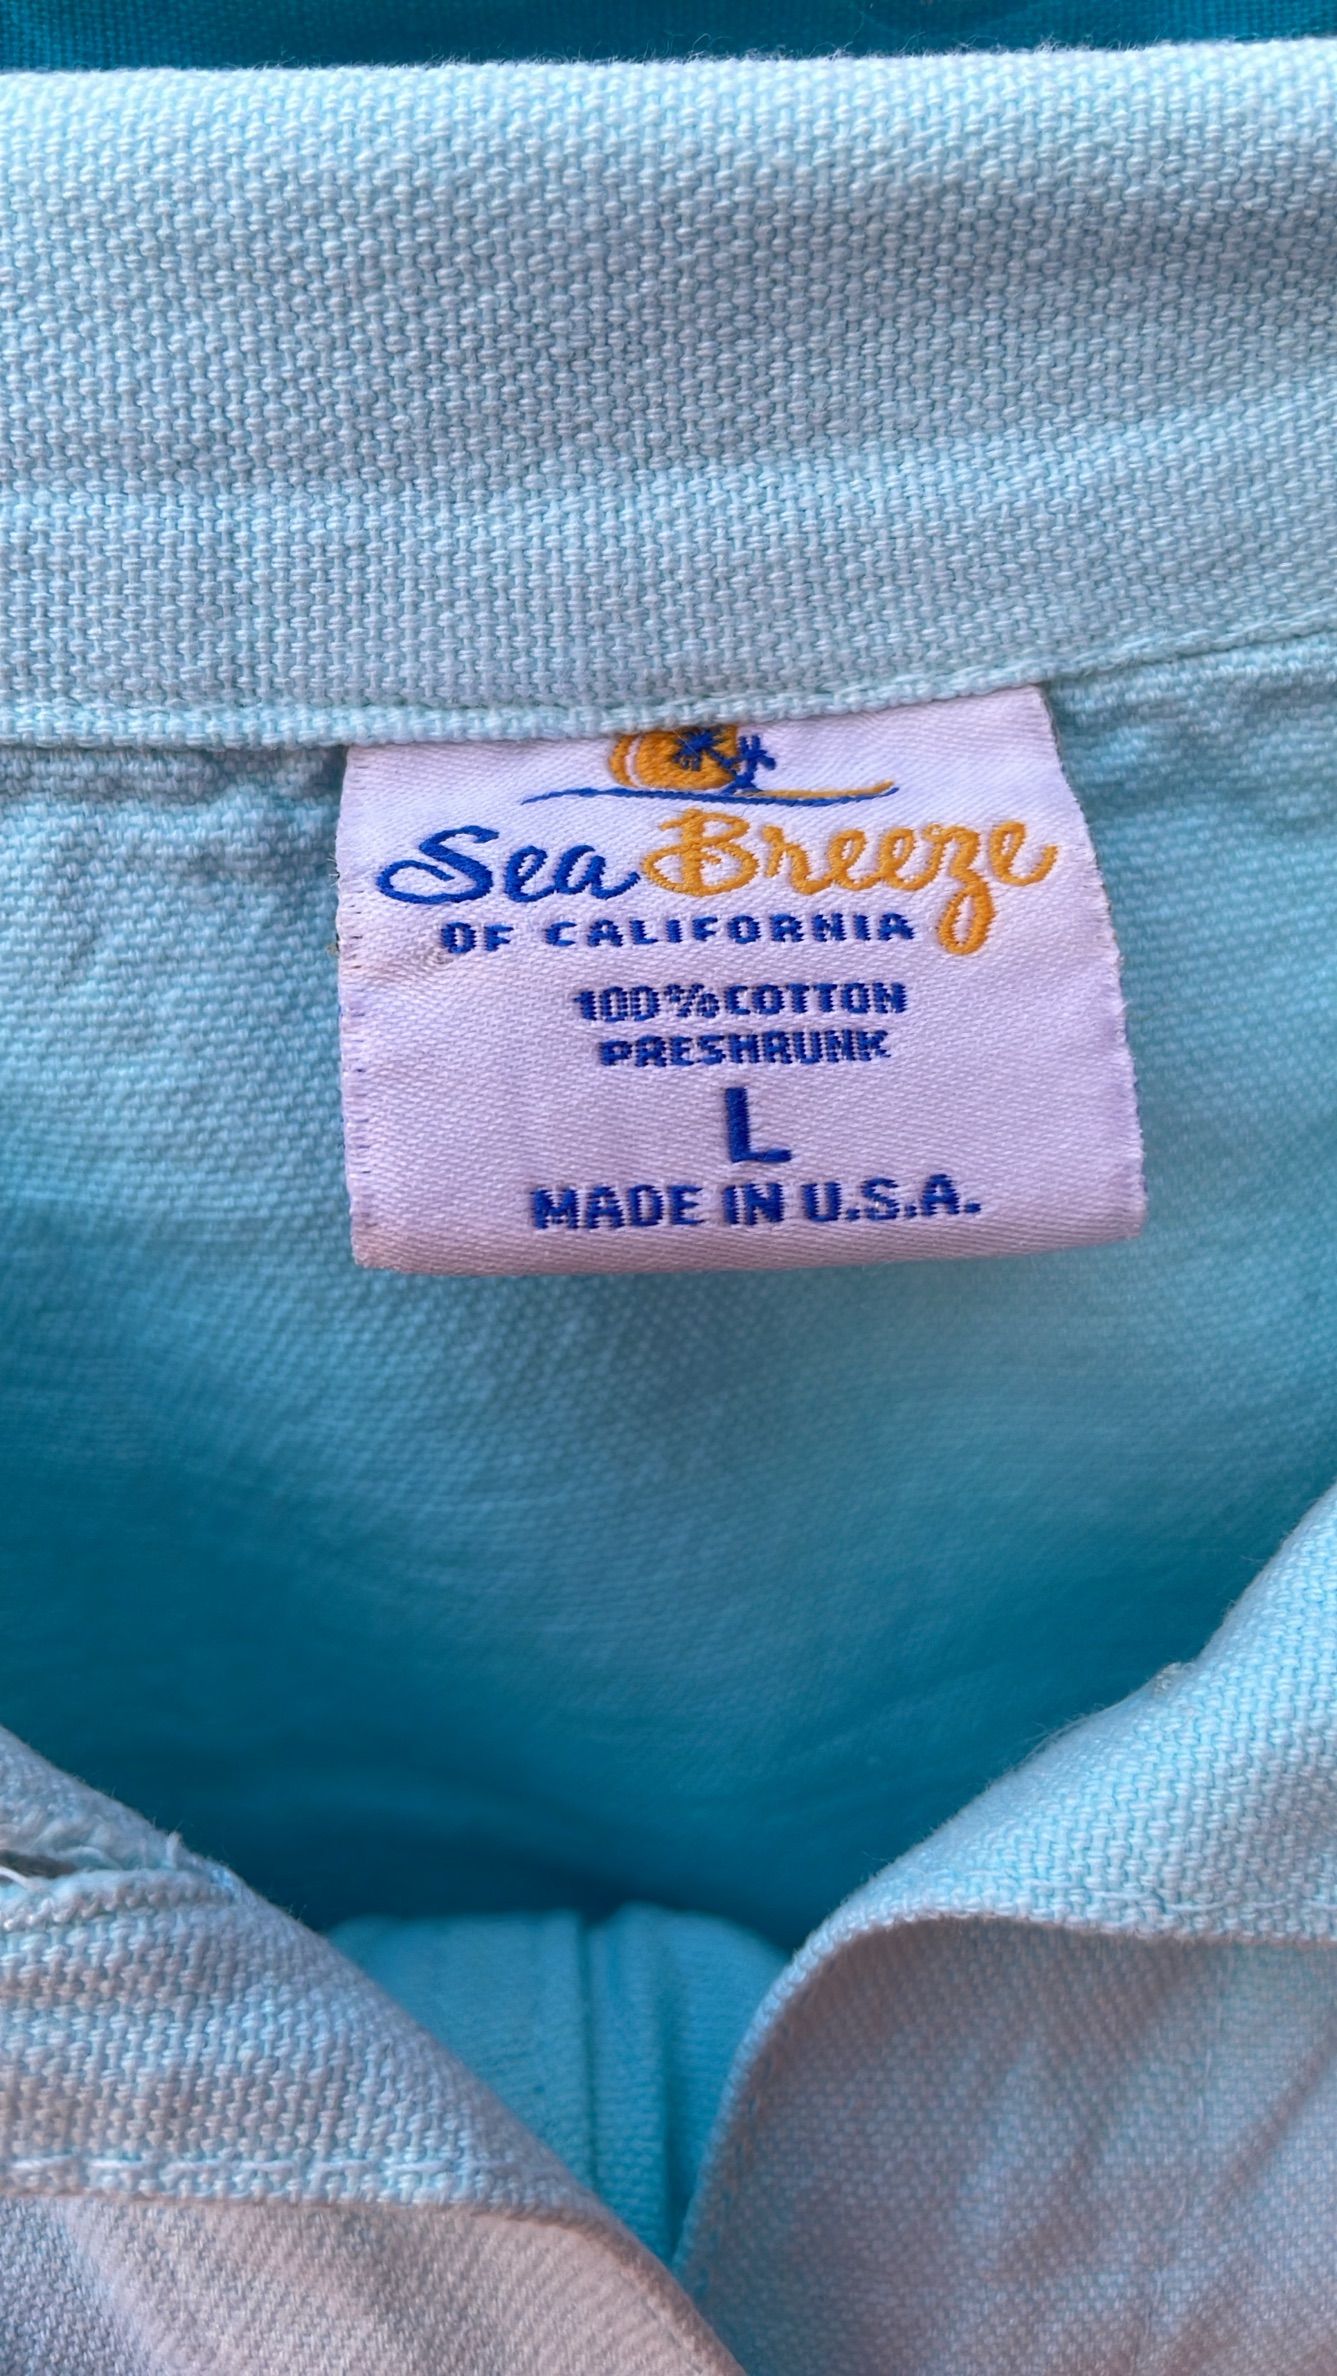 Sea Breeze
OF CALIFORNIA
100% COTTON
PRESHRUNK
L
MADE IN U.S.A.